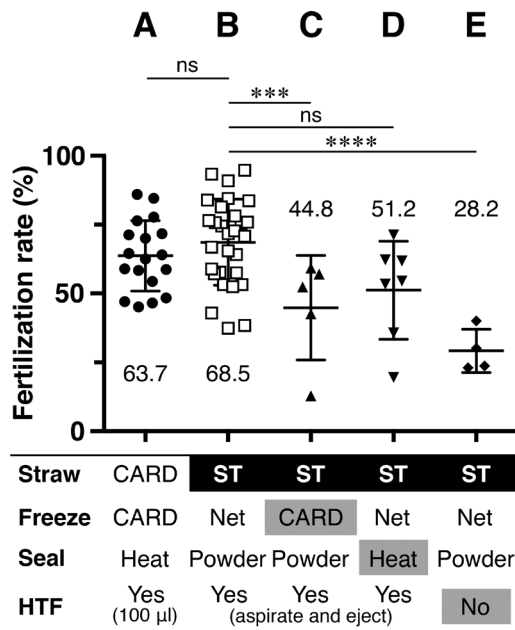 A B C D E
ns
***
ns
****
Fertilization rate (%)
100
50
0
44.8 51.2 28.2
63.7 68.5
Straw CARD ST ST ST ST
Freeze CARD Net CARD Net Net
Seal Heat Powder Powder Heat Powder
HTF Yes Yes Yes Yes No
(100 µl) (aspirate and eject)